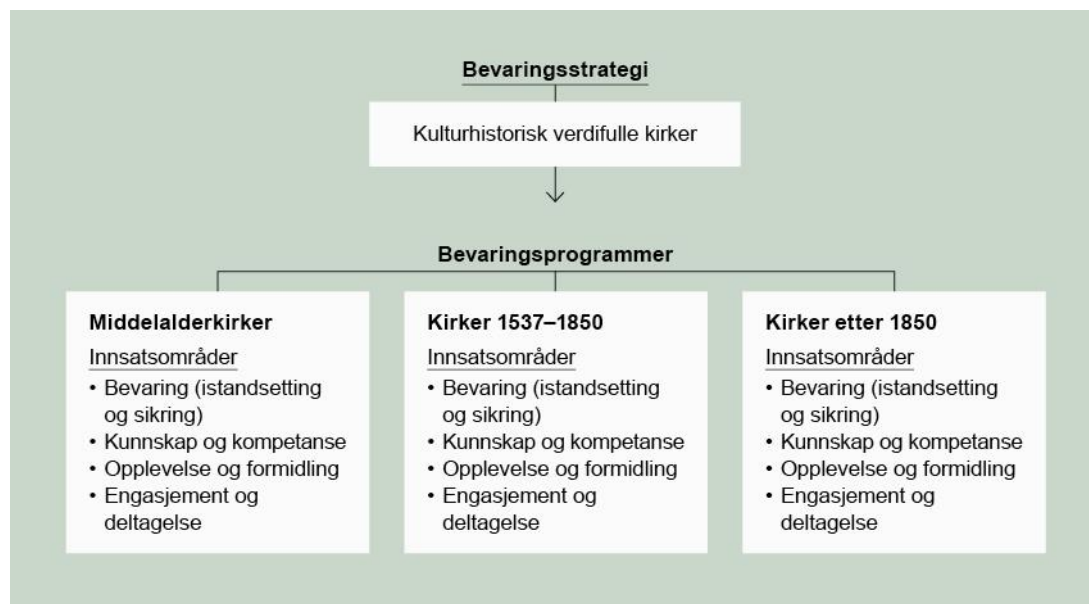 Bevaringsstrategi
Kulturhistorisk verdifulle kirker
Bevaringsprogrammer
Middelalderkirker
Innsatsområder
• Bevaring (istandsetting
og sikring)
• Kunnskap og kompetanse
• Opplevelse og formidling
• Engasjement og
deltagelse
Kirker 1537–1850
Innsatsområder
• Bevaring (istandsetting
og sikring)
• Kunnskap og kompetanse
• Opplevelse og formidling
• Engasjement og
deltagelse
Kirker etter 1850
Innsatsområder
• Bevaring (istandsetting
og sikring)
• Kunnskap og kompetanse
• Opplevelse og formidling
• Engasjement og
deltagelse